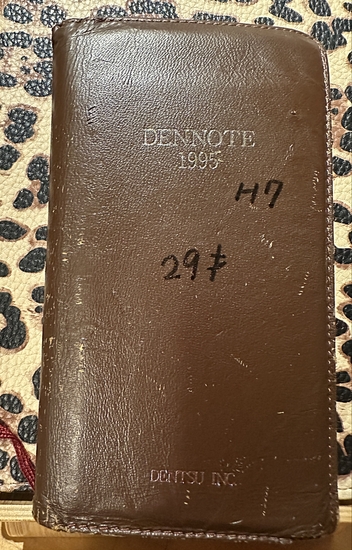 DENNOTE
1995
H7
29才
DENTSU INC.